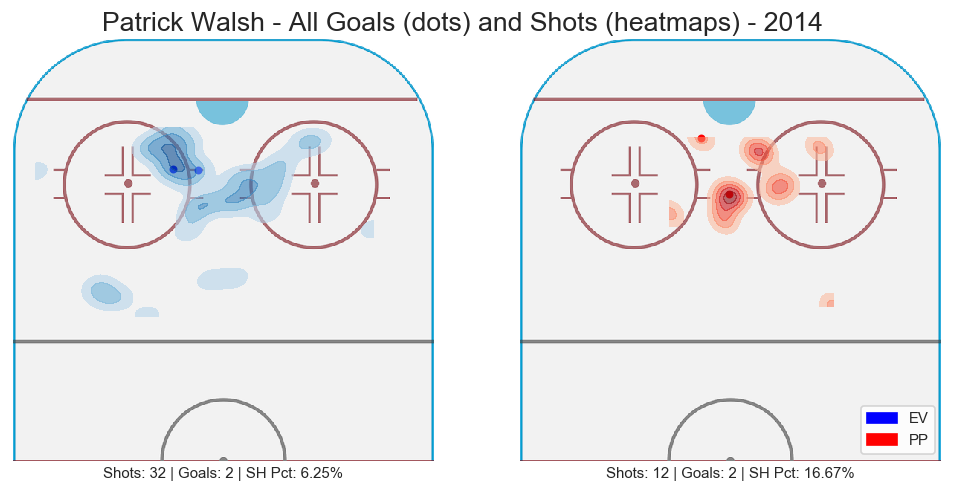 Patrick Walsh - All Goals (dots) and Shots (heatmaps) - 2014
EV
PP
Shots: 32 | Goals: 2 | SH Pct: 6.25%
Shots: 12 | Goals: 2 | SH Pct: 16.67%